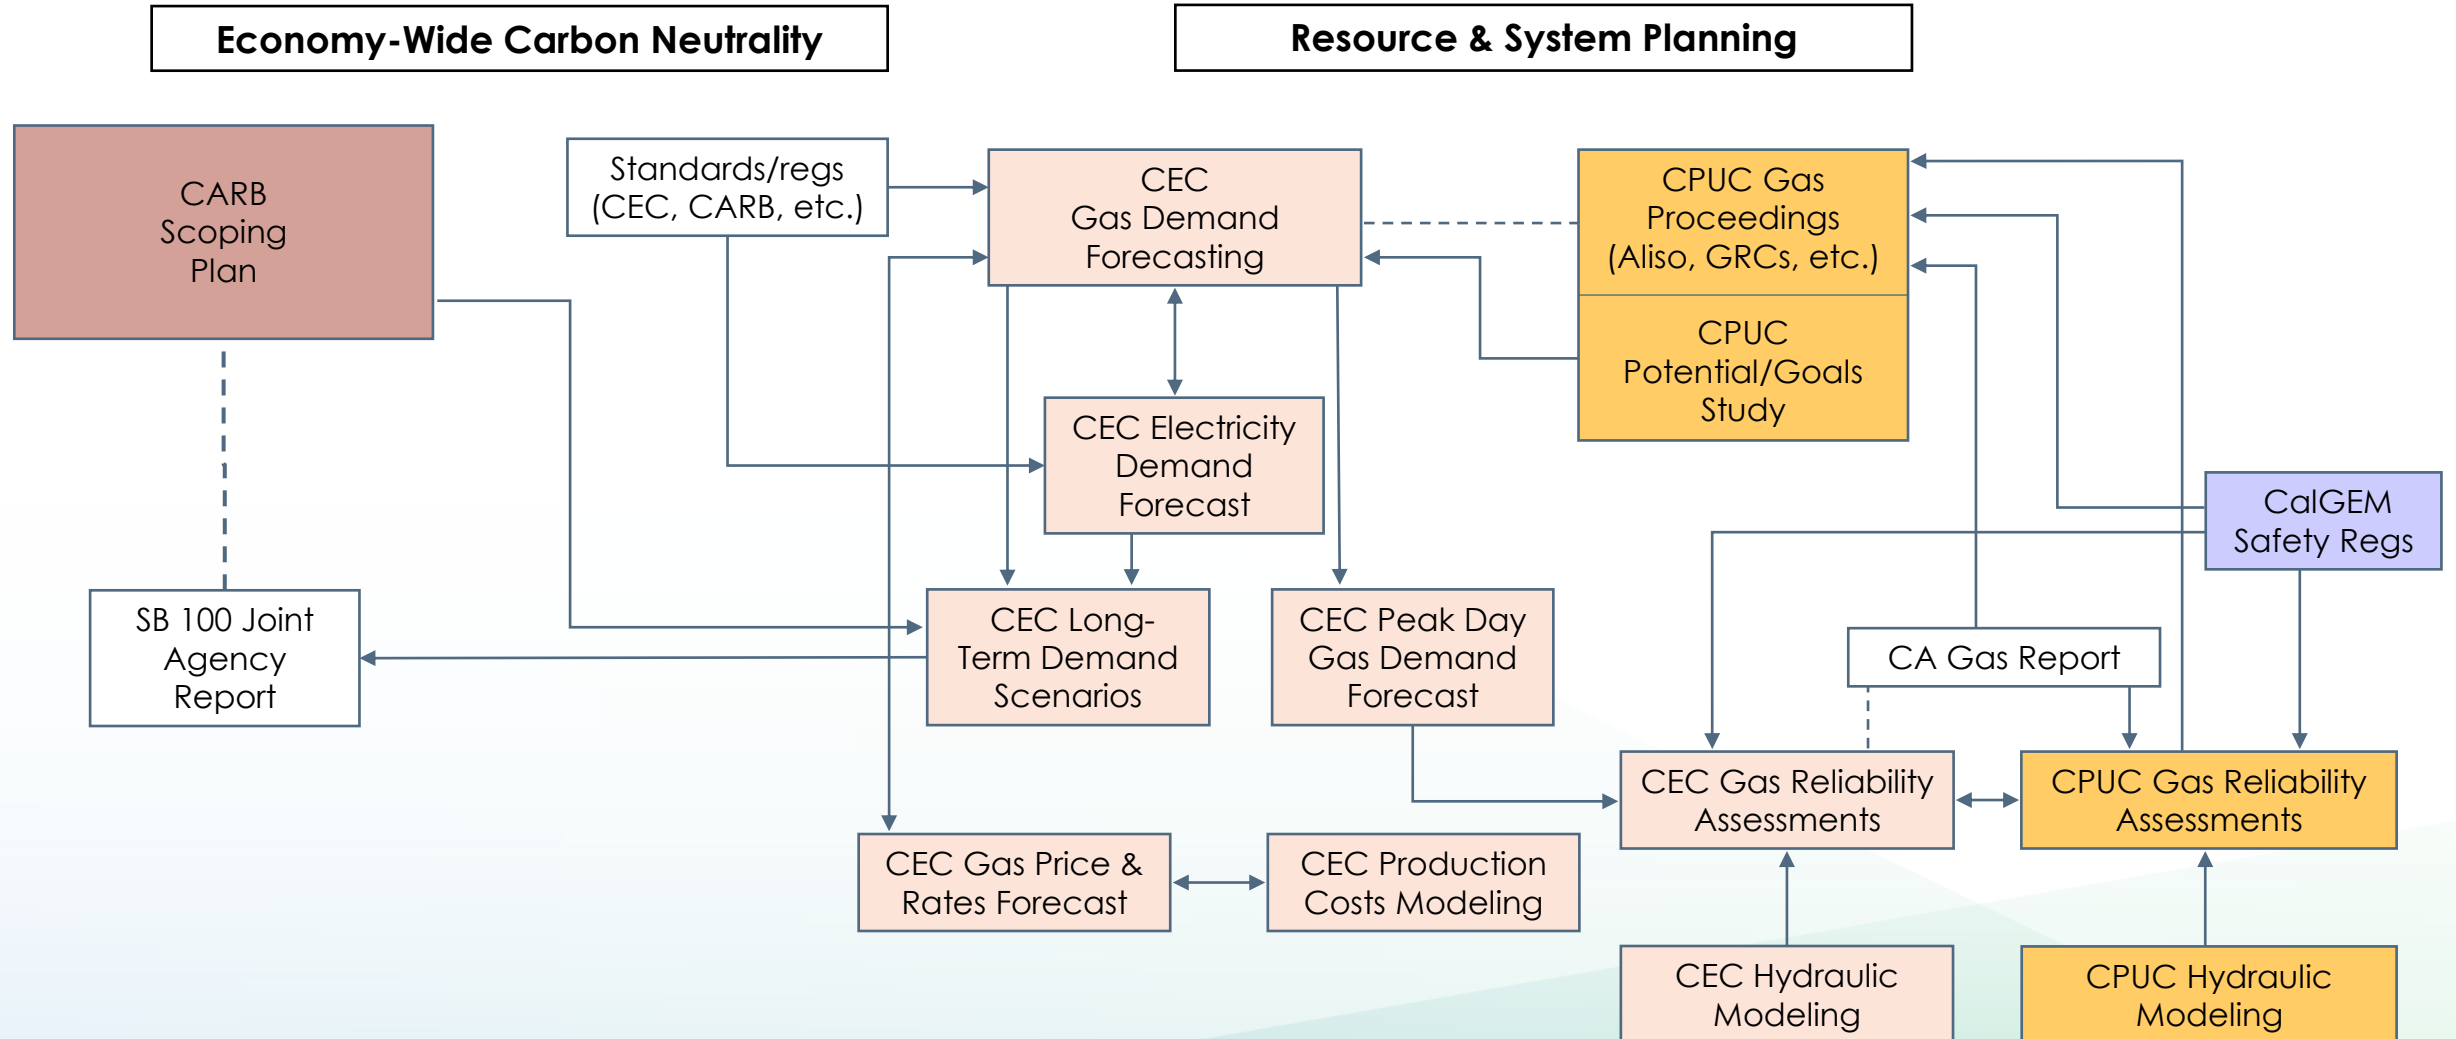 Economy-Wide Carbon Neutrality
Resource & System Planning
CARB
Scoping
Plan
Standards/regs
(CEC, CARB, etc.)
CEC
Gas Demand
Forecasting
CPUC Gas
Proceedings
(Aliso, GRCs, etc.)
CPUC
Potential/Goals
Study
CEC Electricity
Demand
Forecast
CalGEM
Safety Regs
SB 100 Joint
Agency
Report
CEC Long-
Term Demand
Scenarios
CEC Peak Day
Gas Demand
Forecast
CA Gas Report
CEC Gas Reliability
Assessments
CPUC Gas Reliability
Assessments
CEC Gas Price &
Rates Forecast
CEC Production
Costs Modeling
CEC Hydraulic
Modeling
CPUC Hydraulic
Modeling